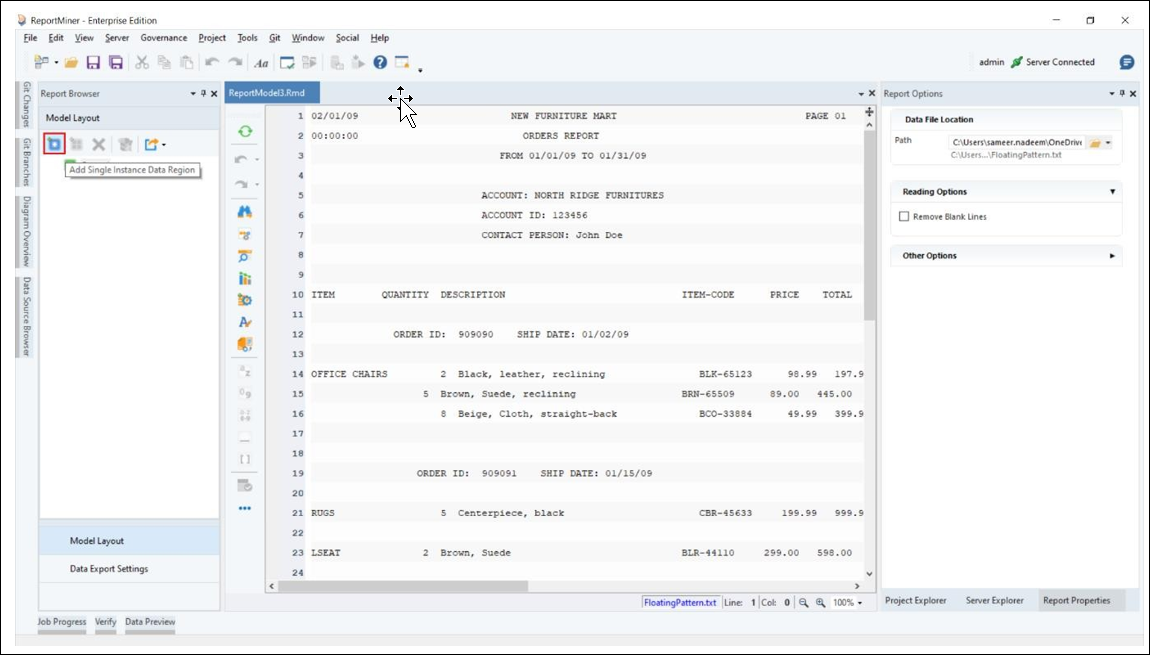 ReportMiner - Enterprise Edition
File Edit View Server Governance Project Tools Git Window Social Help
Aa
admin Server Connected
Git Changes
Git Branches
Diagram Overview
Data Source Browser
Report Browser
Model Layout
Add Single Instance Data Region
Model Layout
Data Export Settings
ReportModel3.Rmd
1 02/01/09 NEW FURNITURE MART PAGE 01
2 00:00:00 ORDERS REPORT
3 FROM 01/01/09 TO 01/31/09
4
5 ACCOUNT: NORTH RIDGE FURNITURES
6 ACCOUNT ID: 123456
7 CONTACT PERSON: John Doe
8
9
10 ITEM QUANTITY DESCRIPTION ITEM-CODE PRICE TOTAL
11
12 ORDER ID: 909090 SHIP DATE: 01/02/09
13
14 OFFICE CHAIRS 2 Black, leather, reclining BLK-65123 98.99 197.9
15 5 Brown, Suede, reclining BRN-65509 89.00 445.00
16 8 Beige, Cloth, straight-back BCO-33884 49.99 399.9
17
18
19 ORDER ID: 909091 SHIP DATE: 01/15/09
20
21 RUGS 5 Centerpiece, black CBR-45633 199.99 999.9
22
23 LSEAT 2 Brown, Suede BLR-44110 299.00 598.00
24
FloatingPattern.txt Line: 1 Col: 0 100%
Report Options
Data File Location
Path C:\Users\sameer.nadeem\OneDrive
C:\Users...\FloatingPattern.txt
Reading Options
Remove Blank Lines
Other Options
Project Explorer Server Explorer Report Properties
Job Progress Verify Data Preview